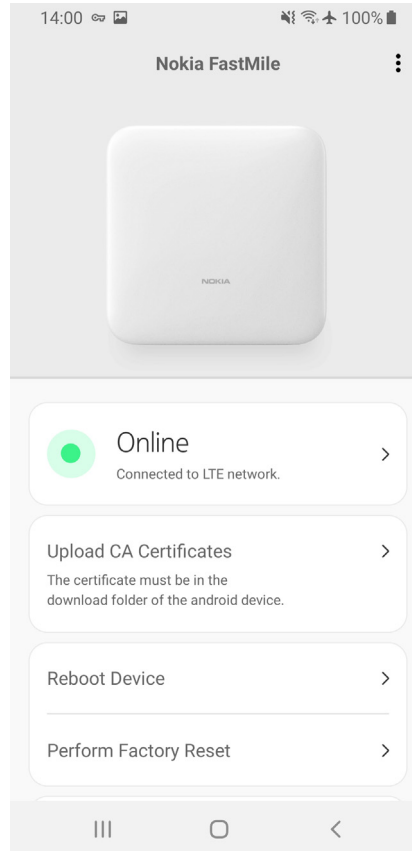 14:00
100%
Nokia FastMile
NOKIA
Online
Connected to LTE network.
Upload CA Certificates
The certificate must be in the
download folder of the android device.
Reboot Device
Perform Factory Reset